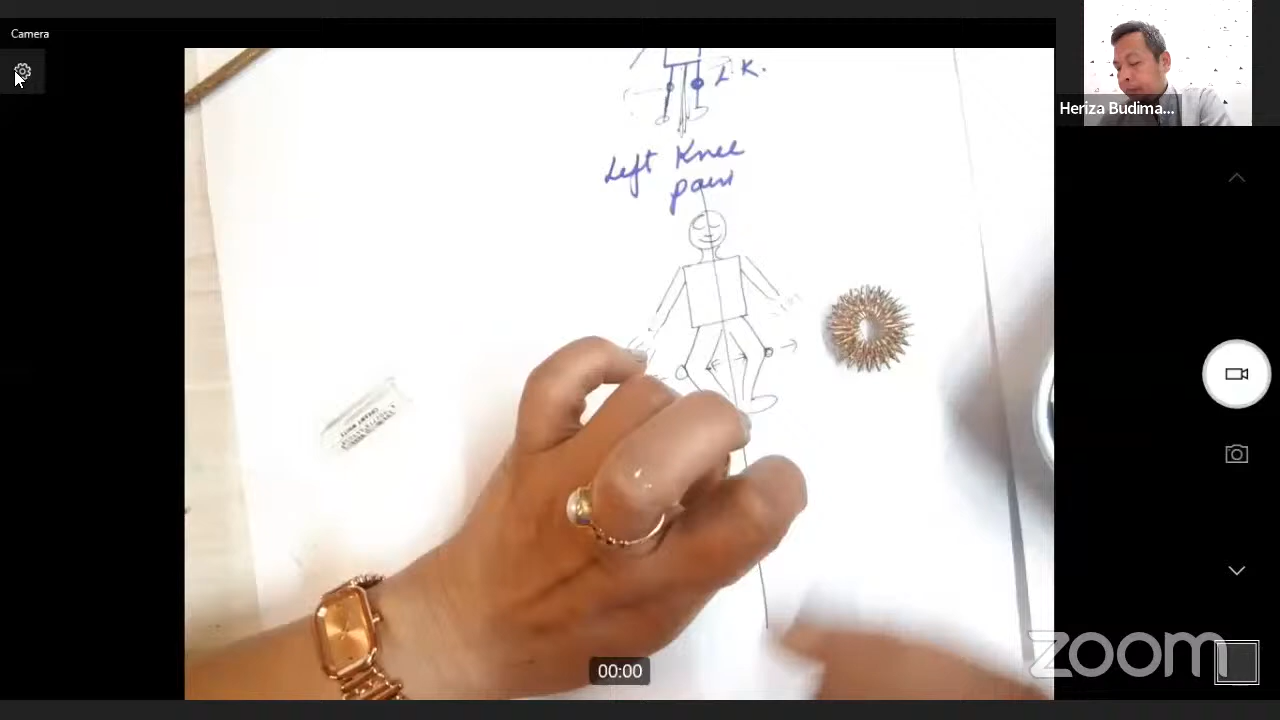 Camera
Heriza Budima...
L K.
Left Knee
pain
00:00
zoom